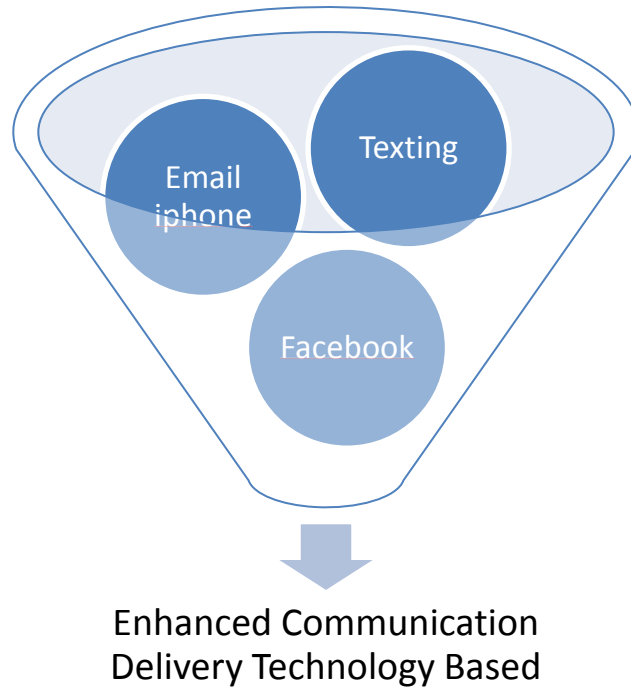 Texting
Email
iphone
Facebook
Enhanced Communication
Delivery Technology Based